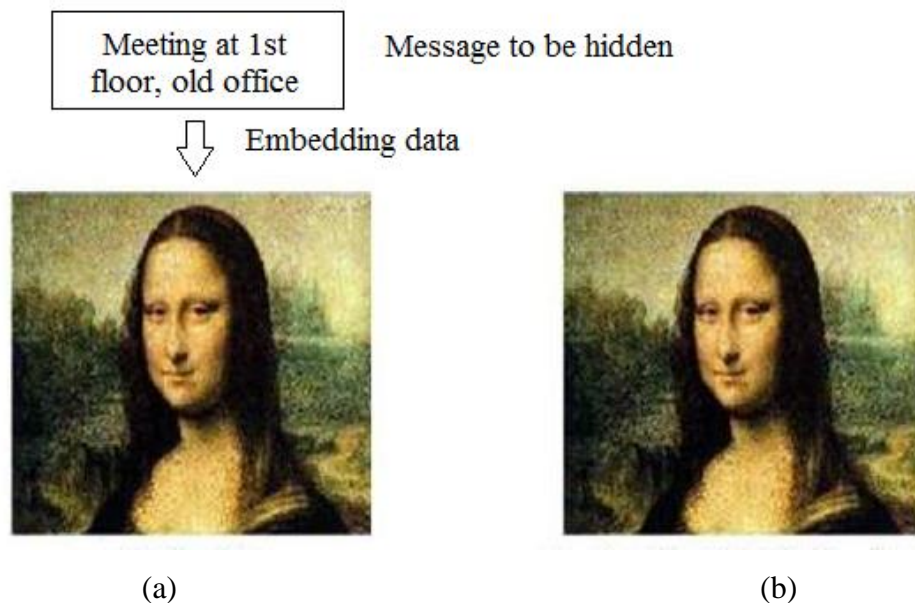 Meeting at 1st
floor, old office
Message to be hidden
Embedding data
(a)
(b)